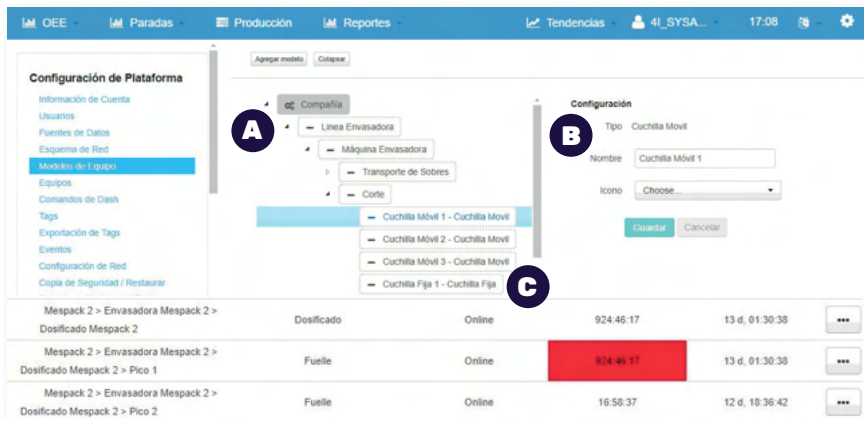 OEE
Paradas
Producción
Reportes
Tendencias
4I_SYSA...
17:08
Configuración de Plataforma
Información de Cuenta
Usuarios
Fuentes de Datos
Esquema de Red
Modelos de Equipo
Equipos
Comandos de Dash
Tags
Exportación de Tags
Eventos
Configuración de Red
Copia de Seguridad / Restaurar
Agregar modelo
Colapsar
Compañía
A
Linea Envasadora
Máquina Envasadora
Transporte de Sobres
Corte
Cuchilla Móvil 1 - Cuchilla Movil
Cuchilla Móvil 2 - Cuchilla Movil
Cuchilla Móvil 3 - Cuchilla Movil
Cuchilla Fija 1 - Cuchilla Fija
C
Configuración
B
Tipo Cuchilla Movil
Nombre Cuchilla Móvil 1
Icono Choose...
Guardar Cancelar
Mespack 2 > Envasadora Mespack 2 >
Dosificado Mespack 2
Dosificado Online 924:46:17 13 d, 01:30:38
Mespack 2 > Envasadora Mespack 2 >
Dosificado Mespack 2 > Pico 1
Fuelle Online 924:46:17 13 d, 01:30:38
Mespack 2 > Envasadora Mespack 2 >
Dosificado Mespack 2 > Pico 2
Fuelle Online 16:58:37 12 d, 18:36:42